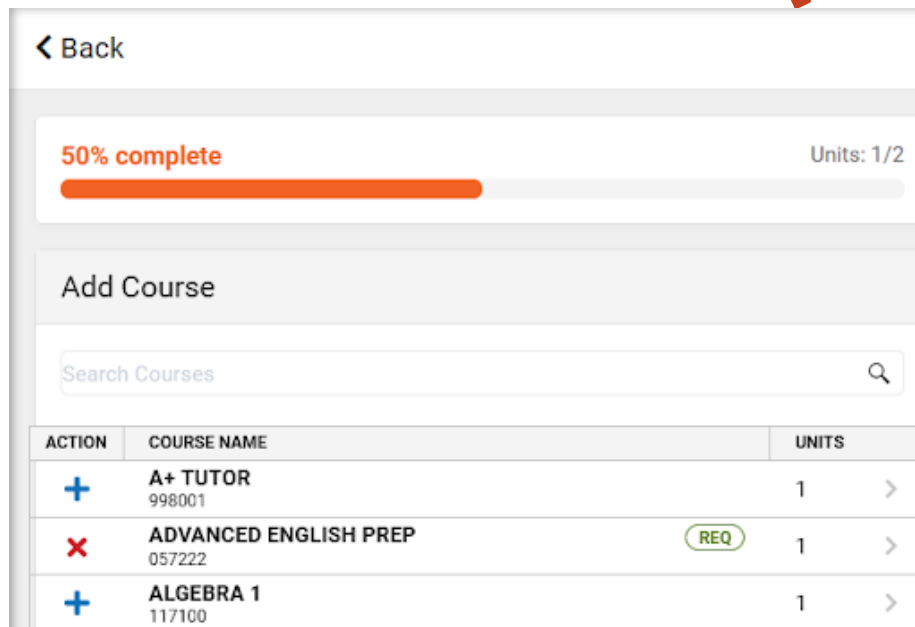 Back
50% complete Units: 1/2
Add Course
Search Courses
ACTION COURSE NAME UNITS
A+ TUTOR
998001 1
ADVANCED ENGLISH PREP REQ
057222 1
ALGEBRA 1
117100 1